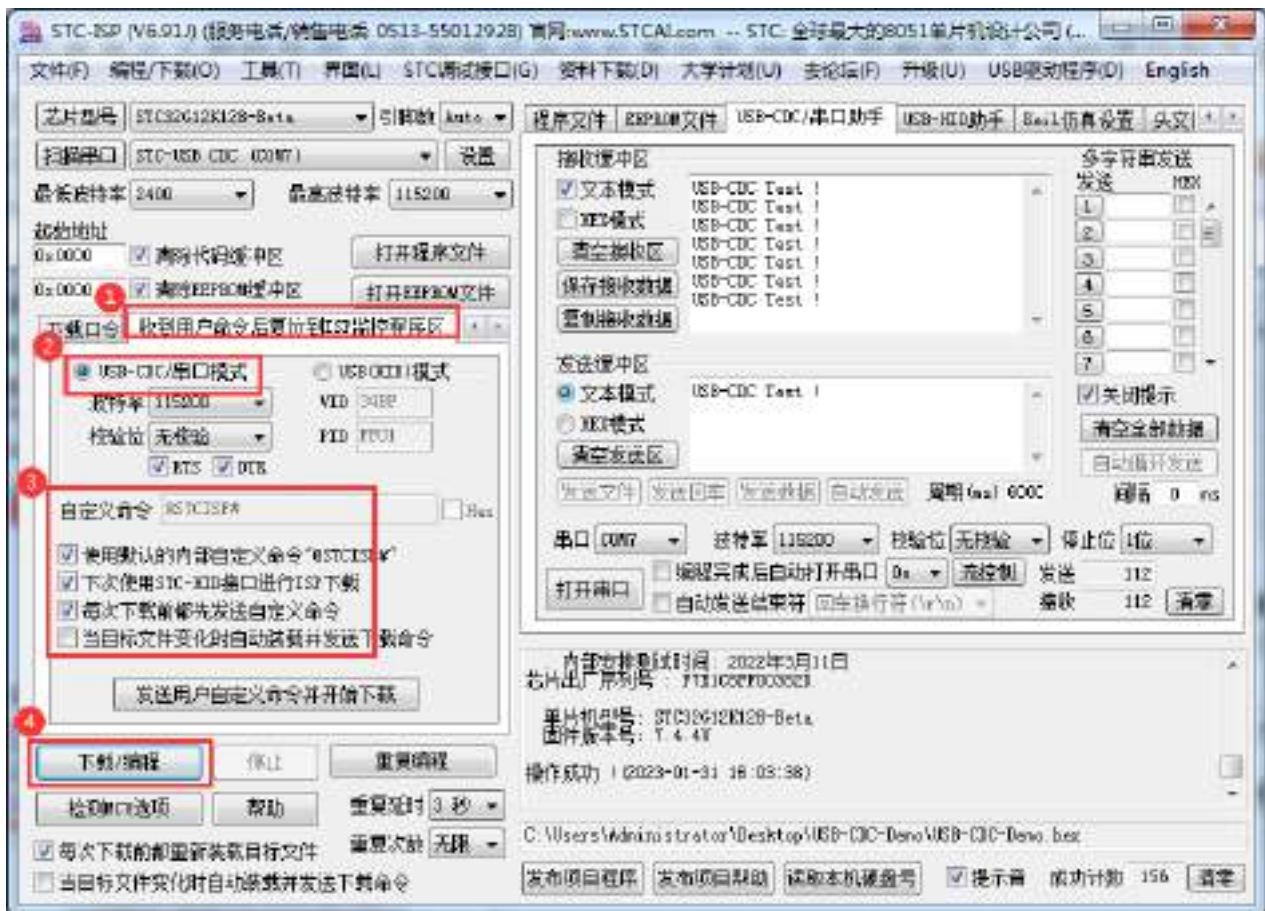 STC-ISP (V6.91J) (服务电话/销售电话 0513-55012928) 官网:www.STCAI.com -- STC: 全球最大的8051单片机设计公司 (...
文件(F) 编程/下载(O) 工具(T) 界面(L) STC调试接口(G) 资料下载(D) 大学计划(U) 去论坛(F) 升级(U) USB驱动程序(D) English
芯片型号 STC32G12K128-Beta 引脚数 Auto
扫描串口 STC-USB CDC (COM7) 设置
最低波特率 2400 最高波特率 115200
起始地址
0x0000 清除代码缓冲区 打开程序文件
0x0000 清除EEPROM缓冲区 打开EEPROM文件
1
下载口令 收到用户命令后复位到ISP监控程序区
2
USB-CDC/串口模式 USB(HID)模式
波特率 115200 VID 34BF
校验位 无校验 PID
RTS DTR
3
自定义命令 @STCISP# Hex
使用默认的内部自定义命令"@STCISP#"
下次使用STC-HID接口进行ISP下载
每次下载前都先发送自定义命令
当目标文件变化时自动装载并发送下载命令
发送用户自定义命令并开始下载
4
下载/编程 停止 重复编程
检测MCU选项 帮助 重复延时 3 秒
重复次数 无限
每次下载前都重新装载目标文件
当目标文件变化时自动装载并发送下载命令
程序文件 EEPROM文件 USB-CDC/串口助手 USB-HID助手 Keil仿真设置 头文
接收缓冲区
文本模式
HEX模式
清空接收区
保存接收数据
复制接收数据
USB-CDC Test !
USB-CDC Test !
USB-CDC Test !
USB-CDC Test !
USB-CDC Test !
USB-CDC Test !
USB-CDC Test !
发送缓冲区
文本模式 USB-CDC Test !
HEX模式
清空发送区
发送文件 发送回车 发送数据 自动发送 周期(ms)
多字符串发送
发送 HEX
1
2
3
4
5
6
7
关闭提示
清空全部数据
自动循环发送
间隔 0 ms
串口 COM7 波特率 115200 校验位 无校验 停止位 1位
打开串口 编程完成后自动打开串口 流控制 发送 112
自动发送结束符 回车换行符(\r\n) 接收 112 清零
内部安排测试时间: 2022年3月11日
芯片出厂序列号 :
单片机型号: STC32G12K128-Beta
固件版本号:
操作成功 !(2023-01-31 16:03:38)
C:\Users\Administrator\Desktop\USB-CDC-Demo\USB-CDC-Demo.hex
发布项目程序 发布项目帮助 读取本机硬盘号 提示音 成功计数 156 清零